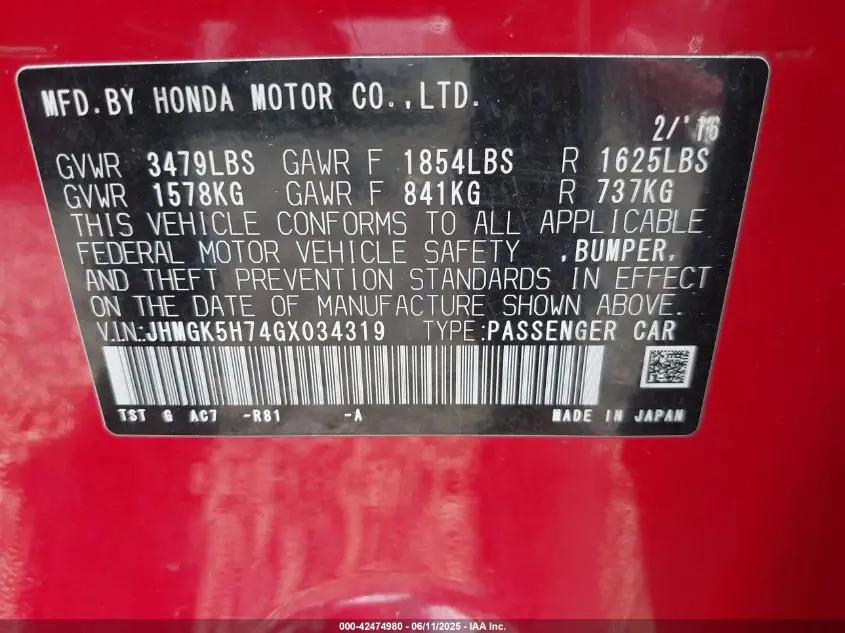 MFD.BY HONDA MOTOR CO.,LTD.
2/'16
GVWR 3479LBS GAWR F 1854LBS R 1625LBS
GVWR 1578KG GAWR F 841KG R 737KG
THIS VEHICLE CONFORMS TO ALL APPLICABLE
FEDERAL MOTOR VEHICLE SAFETY ,BUMPER,
AND THEFT PREVENTION STANDARDS IN EFFECT
ON THE DATE OF MANUFACTURE SHOWN ABOVE.
V.I.N:JHMGK5H74GX034319 TYPE:PASSENGER CAR
TST G AC7 -R81 -A MADE IN JAPAN
000-42474980 - 06/11/2025 - IAA Inc.